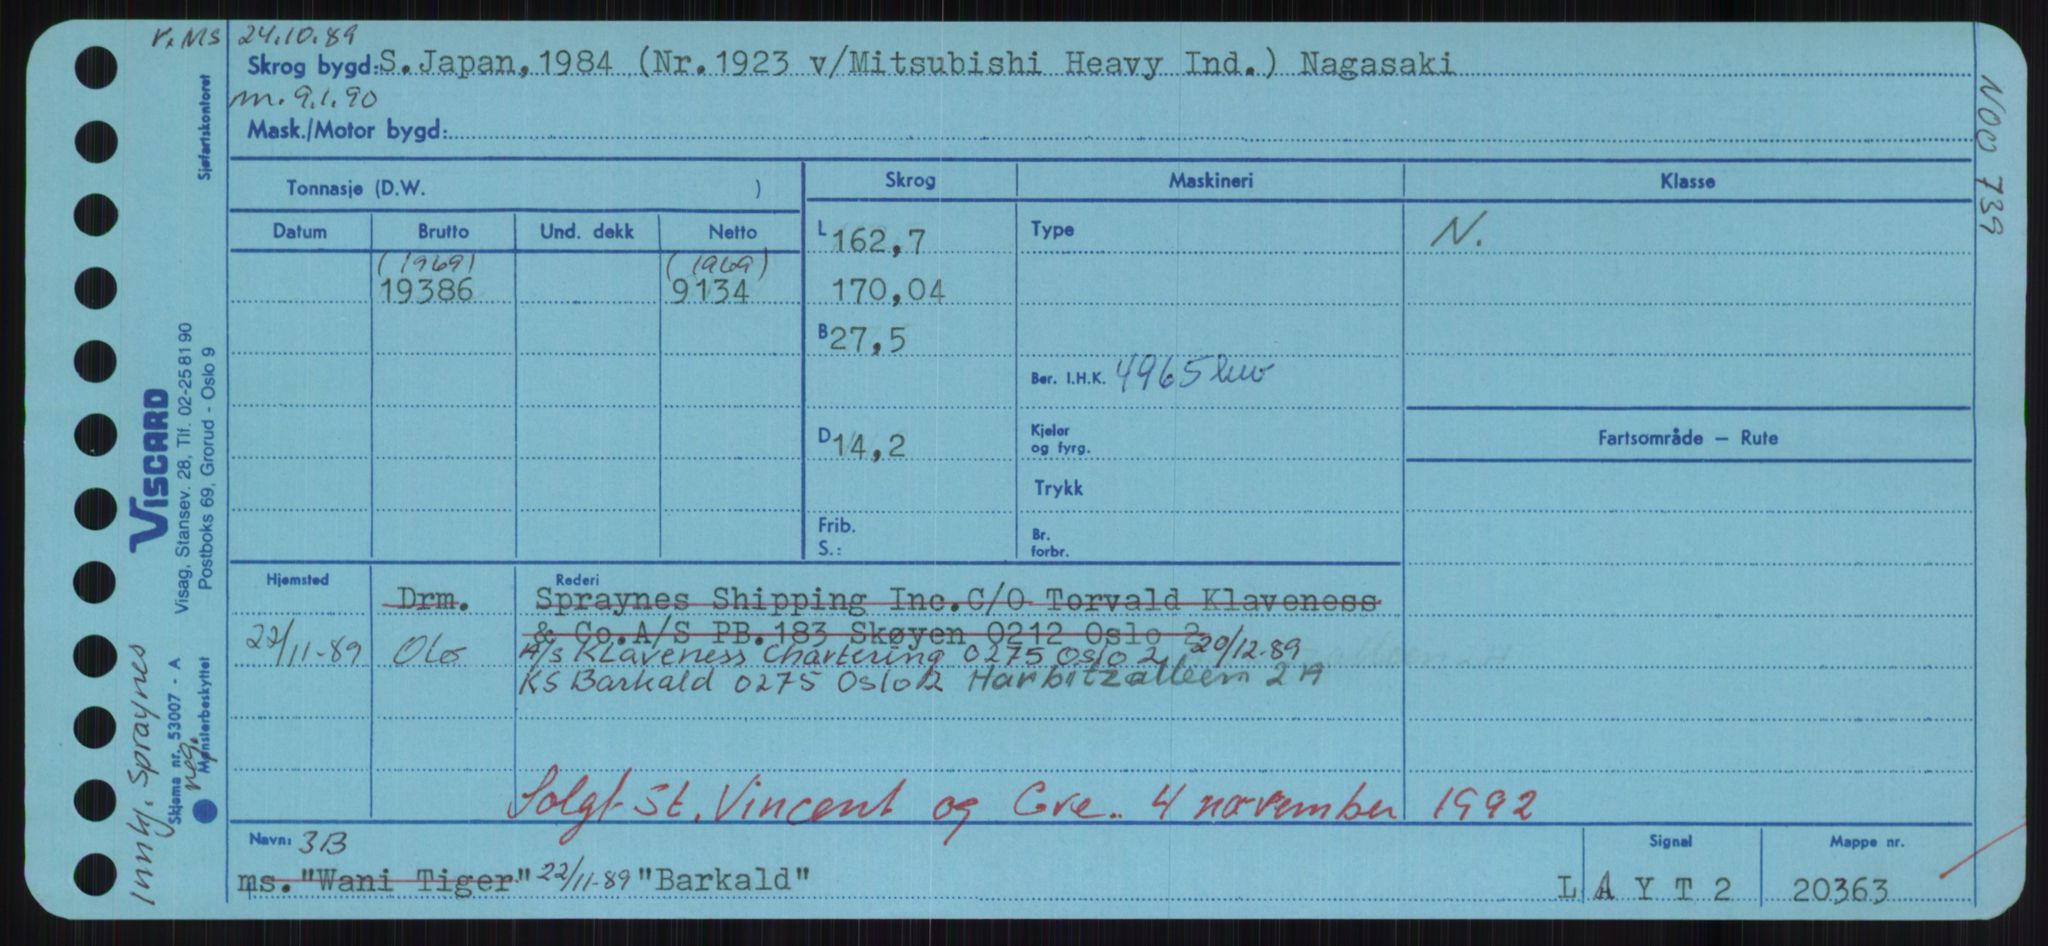 r. Ms 24.10.89
Skrog bygd: S. Japan, 1984 (Nr. 1923 v/Mitsubishi Heavy Ind.) Nagasaki
m. 9.1.90
Mask./Motor bygd:
Tonnasje (D.W. )
Skrog
Maskineri
Klasse
Datum Brutto Und. dekk Netto
(1969) (1969)
19386 9134
L 162,7
170,04
B 27,5
D 14,2
Frib.
S.:
Type
Ber. I.H.K. 4965 kw
Kjeler
og fyrg.
Trykk
Br.
forbr.
N.
Fartsområde — Rute
Hjemsted
Rederi
Drm. Spraynes Shipping Inc. C/O Torvald Klaveness
& Co. A/S PB. 183 Skøyen 0212 Oslo 2
22/11-89 Olo A/S Klaveness Chartering 0275 Oslo 2 20/12-89
KS Barkald 0275 Oslo 2 Harbitzalleen 2 A
Solgt St. Vincent og Gre. 4 november 1992
Navn: 3B
ms. "Wani Tiger" 22/11-89 "Barkald"
Signal
L A Y T 2
Mappe nr.
20363
Sjøfartskontoret
VISCARD
Visag, Stansev. 28, Tlf. 02-25 81 90
Postboks 69, Grorud - Oslo 9
Skjema nr. 53007 - A
Mønsterbeskyttet
neg.
Innkj. Spraynes
NOO 739